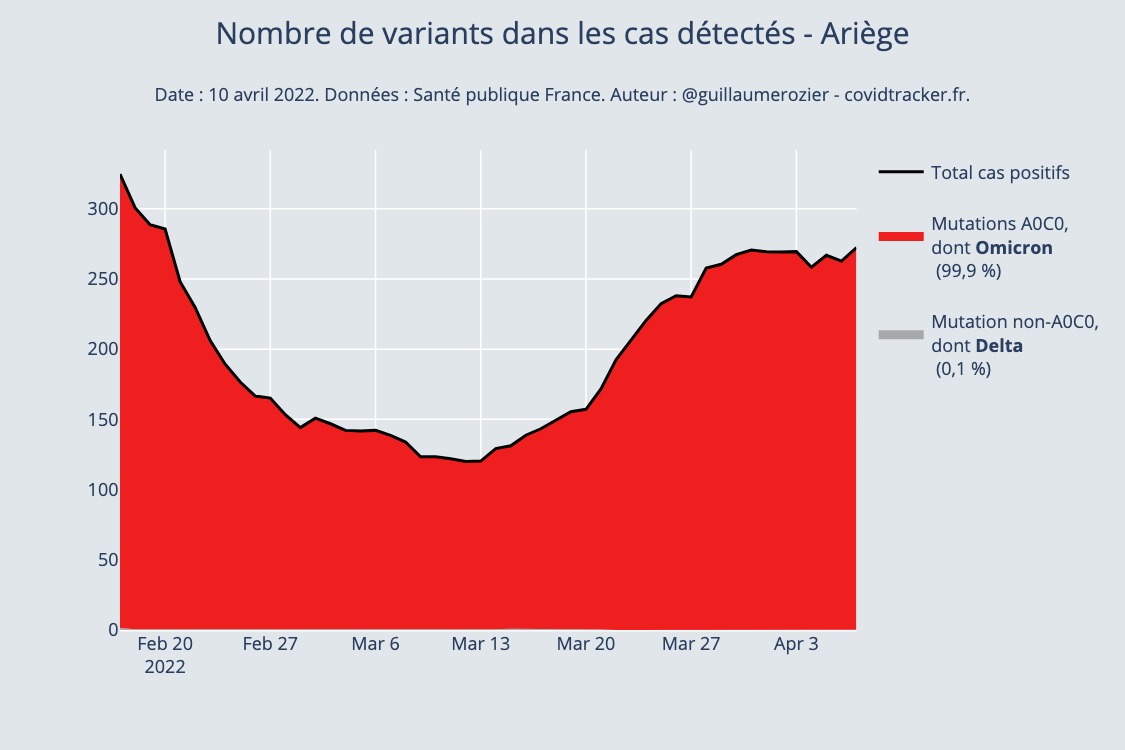 Nombre de variants dans les cas détectés - Ariège
Date : 10 avril 2022. Données : Santé publique France. Auteur : @guillaumerozier - covidtracker.fr.
Total cas positifs
Mutations A0C0,
dont Omicron
(99,9 %)
Mutation non-A0C0,
dont Delta
(0,1 %)
300
250
200
150
100
50
0
Feb 20 Feb 27 Mar 6 Mar 13 Mar 20 Mar 27 Apr 3
2022